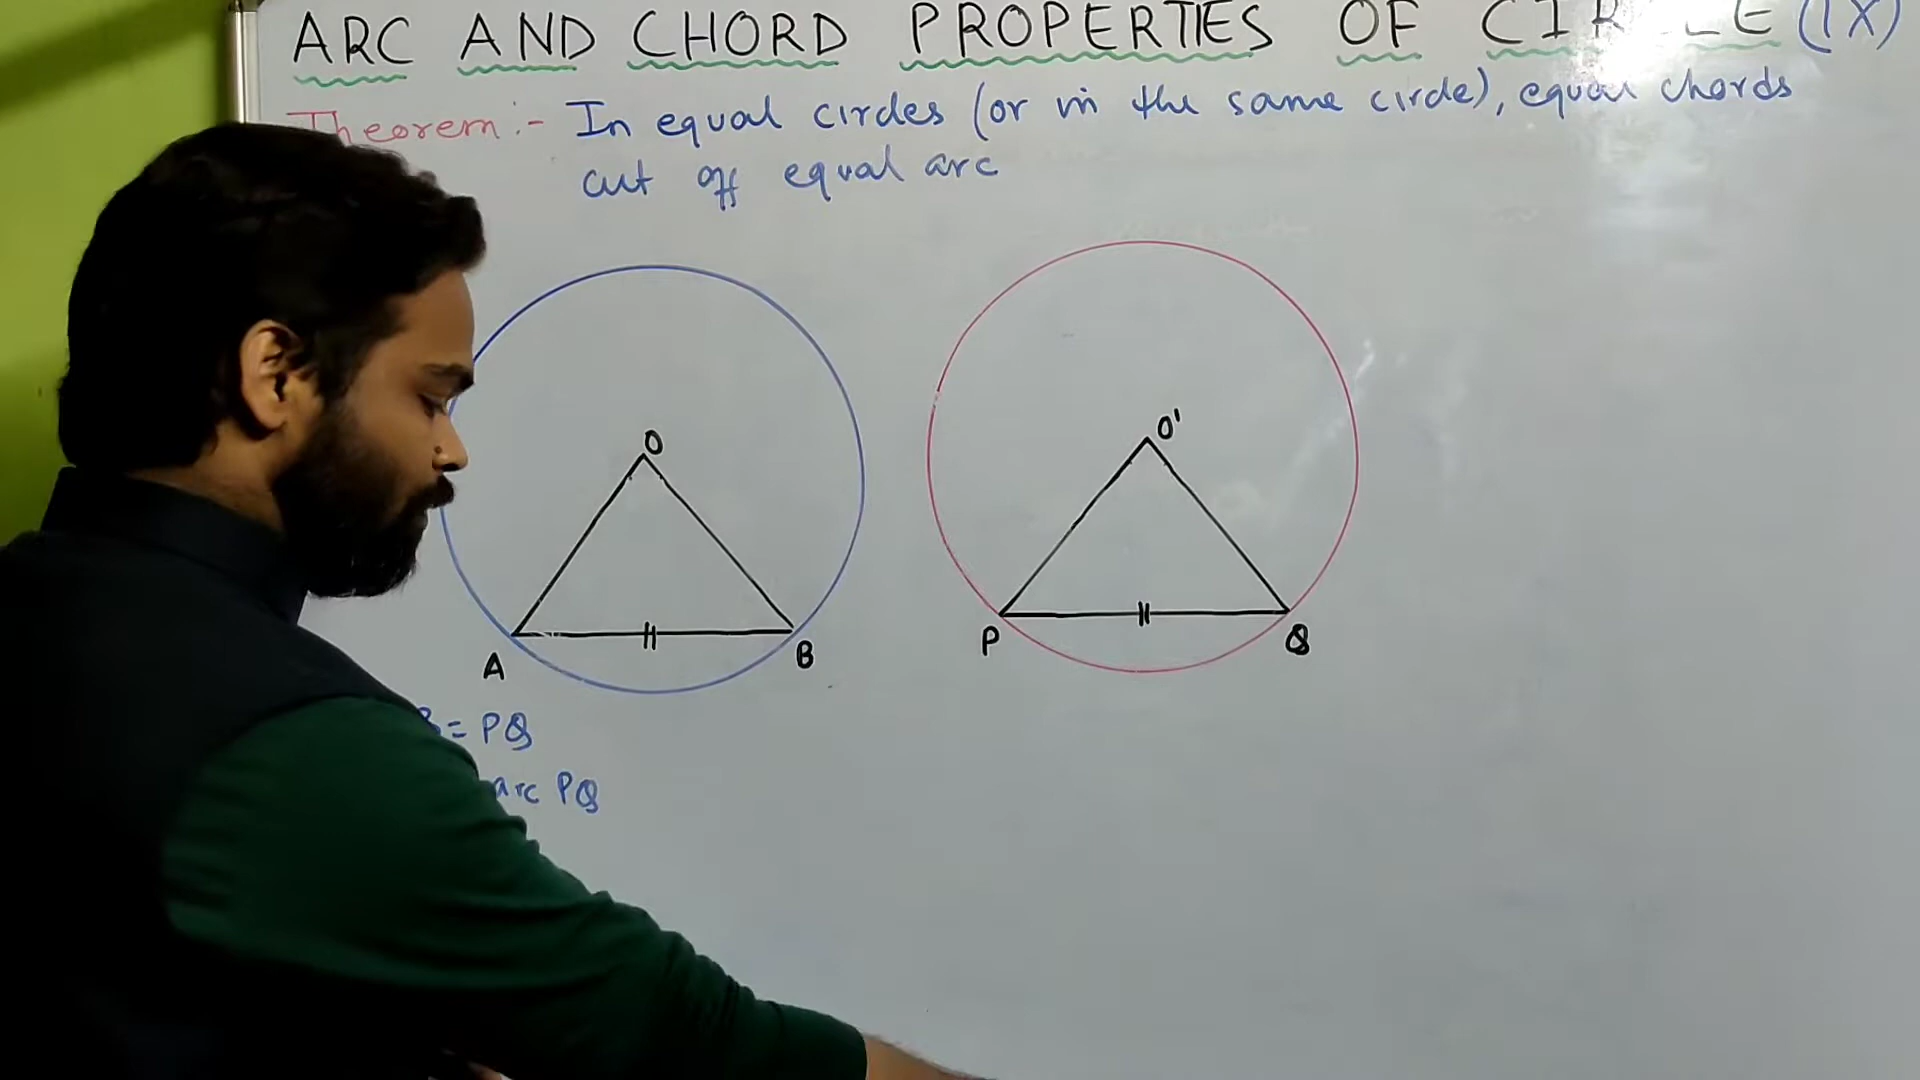 ARC AND CHORD PROPERTIES OF CIRCLE (IX)
Theorem :- In equal circles (or in the same circle), equal chords
cut off equal arc
O
O'
A
B
P
Q
B = PQ
arc PQ